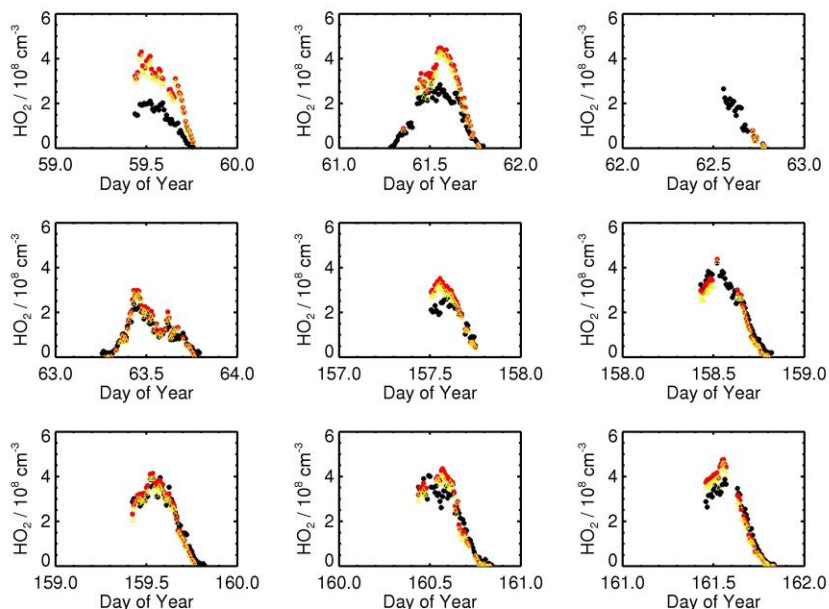 6
4
2
0
HO2 / 10^8 cm^-3
59.0 59.5 60.0
Day of Year
6
4
2
0
HO2 / 10^8 cm^-3
61.0 61.5 62.0
Day of Year
6
4
2
0
HO2 / 10^8 cm^-3
62.0 62.5 63.0
Day of Year
6
4
2
0
HO2 / 10^8 cm^-3
63.0 63.5 64.0
Day of Year
6
4
2
0
HO2 / 10^8 cm^-3
157.0 157.5 158.0
Day of Year
6
4
2
0
HO2 / 10^8 cm^-3
158.0 158.5 159.0
Day of Year
6
4
2
0
HO2 / 10^8 cm^-3
159.0 159.5 160.0
Day of Year
6
4
2
0
HO2 / 10^8 cm^-3
160.0 160.5 161.0
Day of Year
6
4
2
0
HO2 / 10^8 cm^-3
161.0 161.5 162.0
Day of Year